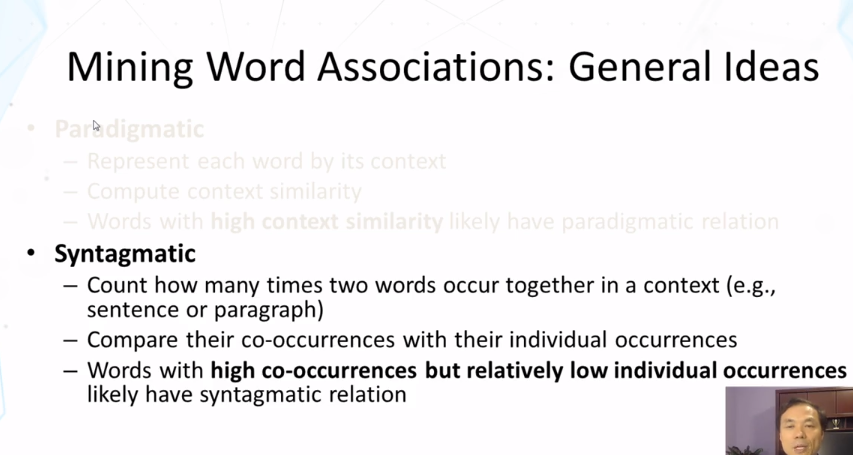 Mining Word Associations: General Ideas
• Paradigmatic
– Represent each word by its context
– Compute context similarity
– Words with high context similarity likely have paradigmatic relation
• Syntagmatic
– Count how many times two words occur together in a context (e.g.,
sentence or paragraph)
– Compare their co-occurrences with their individual occurrences
– Words with high co-occurrences but relatively low individual occurrences
likely have syntagmatic relation